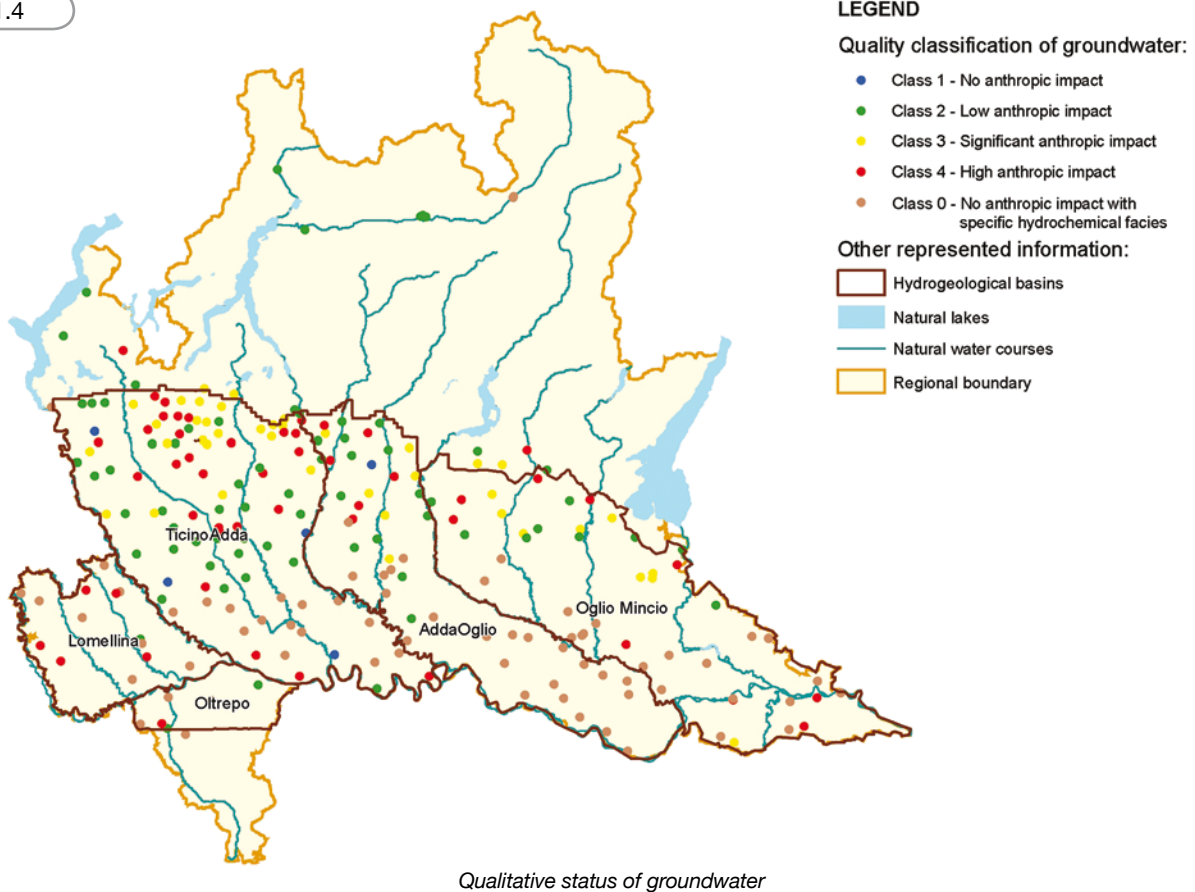 .4
LEGEND
Quality classification of groundwater:
Class 1 - No anthropic impact
Class 2 - Low anthropic impact
Class 3 - Significant anthropic impact
Class 4 - High anthropic impact
Class 0 - No anthropic impact with
specific hydrochemical facies
Other represented information:
Hydrogeological basins
Natural lakes
Natural water courses
Regional boundary
TicinoAdda
Oglio Mincio
AddaOglio
Lomellina
Oltrepo
Qualitative status of groundwater